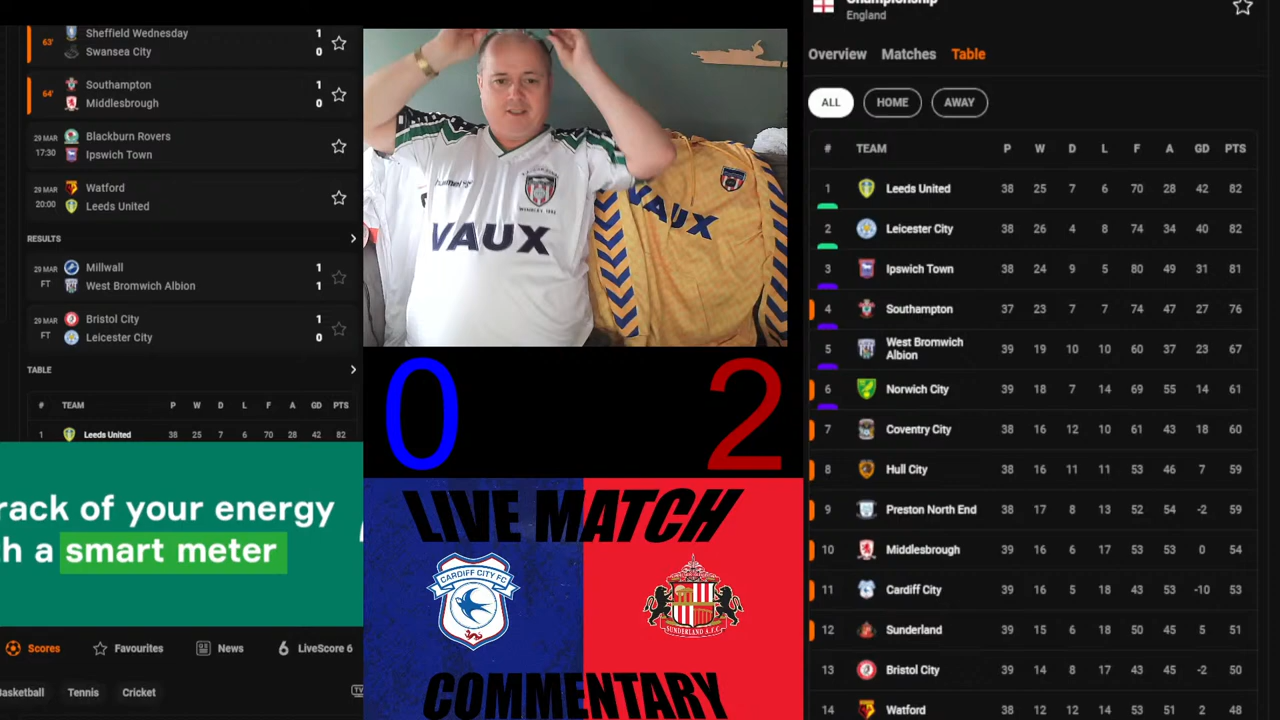 63'
Sheffield Wednesday 1
Swansea City 0
64'
Southampton 1
Middlesbrough 0
29 MAR
17:30
Blackburn Rovers
Ipswich Town
29 MAR
20:00
Watford
Leeds United
RESULTS
29 MAR
FT
Millwall 1
West Bromwich Albion 1
29 MAR
FT
Bristol City 1
Leicester City 0
TABLE
# TEAM P W D L F A GD PTS
1 Leeds United 38 25 7 6 70 28 42 82
rack of your energy
h a smart meter
Scores Favourites News 6 LiveScore 6
Basketball Tennis Cricket
hummel
WEMBLEY 1992
VAUX
VAUX
0 2
LIVE MATCH
CARDIFF CITY FC
SUNDERLAND A.F.C
COMMENTARY
Championship
England
Overview Matches Table
ALL HOME AWAY
# TEAM P W D L F A GD PTS
1 Leeds United 38 25 7 6 70 28 42 82
2 Leicester City 38 26 4 8 74 34 40 82
3 Ipswich Town 38 24 9 5 80 49 31 81
4 Southampton 37 23 7 7 74 47 27 76
5 West Bromwich
Albion 39 19 10 10 60 37 23 67
6 Norwich City 39 18 7 14 69 55 14 61
7 Coventry City 38 16 12 10 61 43 18 60
8 Hull City 38 16 11 11 53 46 7 59
9 Preston North End 38 17 8 13 52 54 -2 59
10 Middlesbrough 39 16 6 17 53 53 0 54
11 Cardiff City 39 16 5 18 43 53 -10 53
12 Sunderland 39 15 6 18 50 45 5 51
13 Bristol City 39 14 8 17 43 45 -2 50
14 Watford 38 12 12 14 53 51 2 48